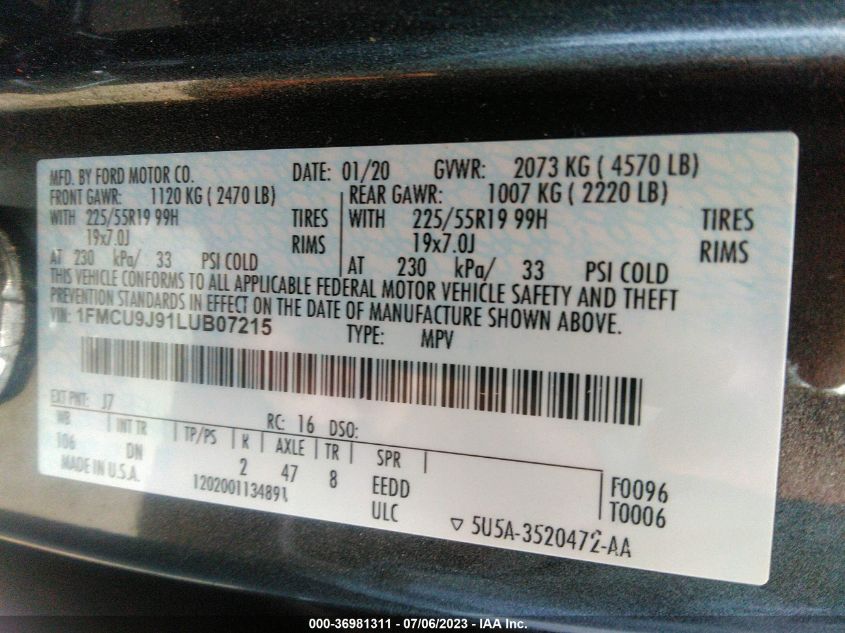 MFD. BY FORD MOTOR CO. DATE: 01/20 GVWR: 2073 KG ( 4570 LB)
FRONT GAWR: 1120 KG ( 2470 LB) REAR GAWR: 1007 KG ( 2220 LB)
WITH 225/55R19 99H TIRES WITH 225/55R19 99H TIRES
19x7.0J RIMS 19x7.0J RIMS
AT 230 kPa/ 33 PSI COLD AT 230 kPa/ 33 PSI COLD
THIS VEHICLE CONFORMS TO ALL APPLICABLE FEDERAL MOTOR VEHICLE SAFETY AND THEFT
PREVENTION STANDARDS IN EFFECT ON THE DATE OF MANUFACTURE SHOWN ABOVE.
VIN: 1FMCU9J91LUB07215 TYPE: MPV
EXT PNT: J7 RC: 16 DSO:
WB INT TR TP/PS R AXLE TR SPR
106 DN 2 47 8 EEDD F0096
MADE IN U.S.A. 1202001134891 ULC T0006
▽ 5U5A-3520472-AA
000-36981311 - 07/06/2023 - IAA Inc.